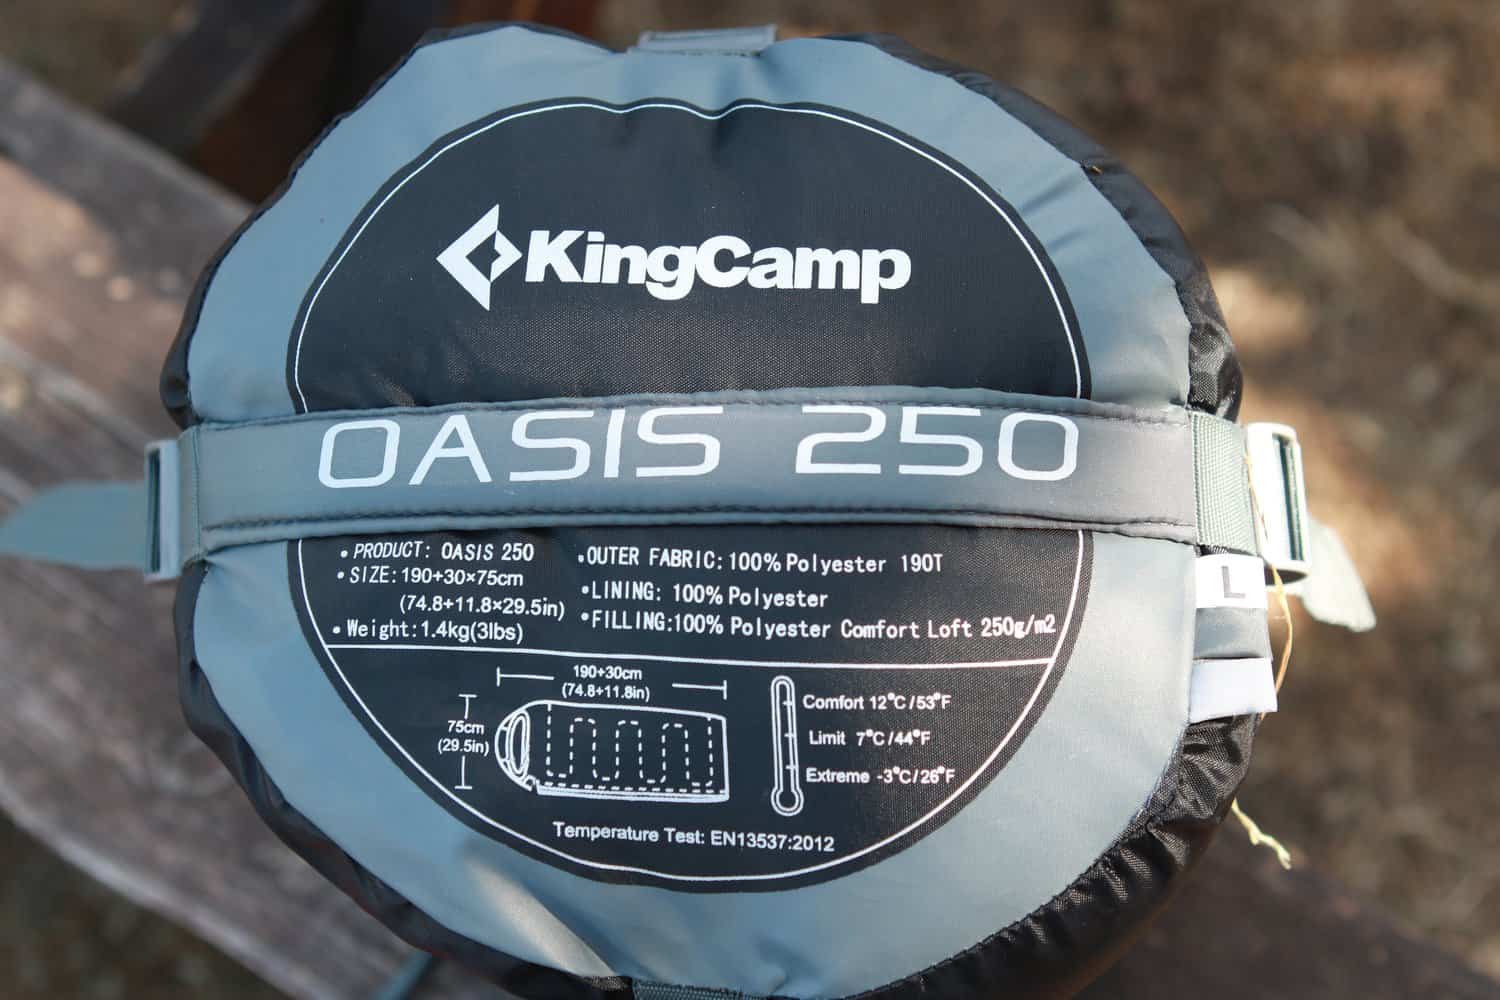 KingCamp
OASIS 250
• PRODUCT: OASIS 250
• SIZE: 190+30×75cm
(74.8+11.8×29.5in)
• Weight: 1.4kg(3lbs)
• OUTER FABRIC: 100% Polyester 190T
• LINING: 100% Polyester
• FILLING: 100% Polyester Comfort Loft 250g/m2
L
190+30cm
(74.8+11.8in)
75cm
(29.5in)
Comfort 12°C/53°F
Limit 7°C/44°F
Extreme -3°C/26°F
Temperature Test: EN13537:2012